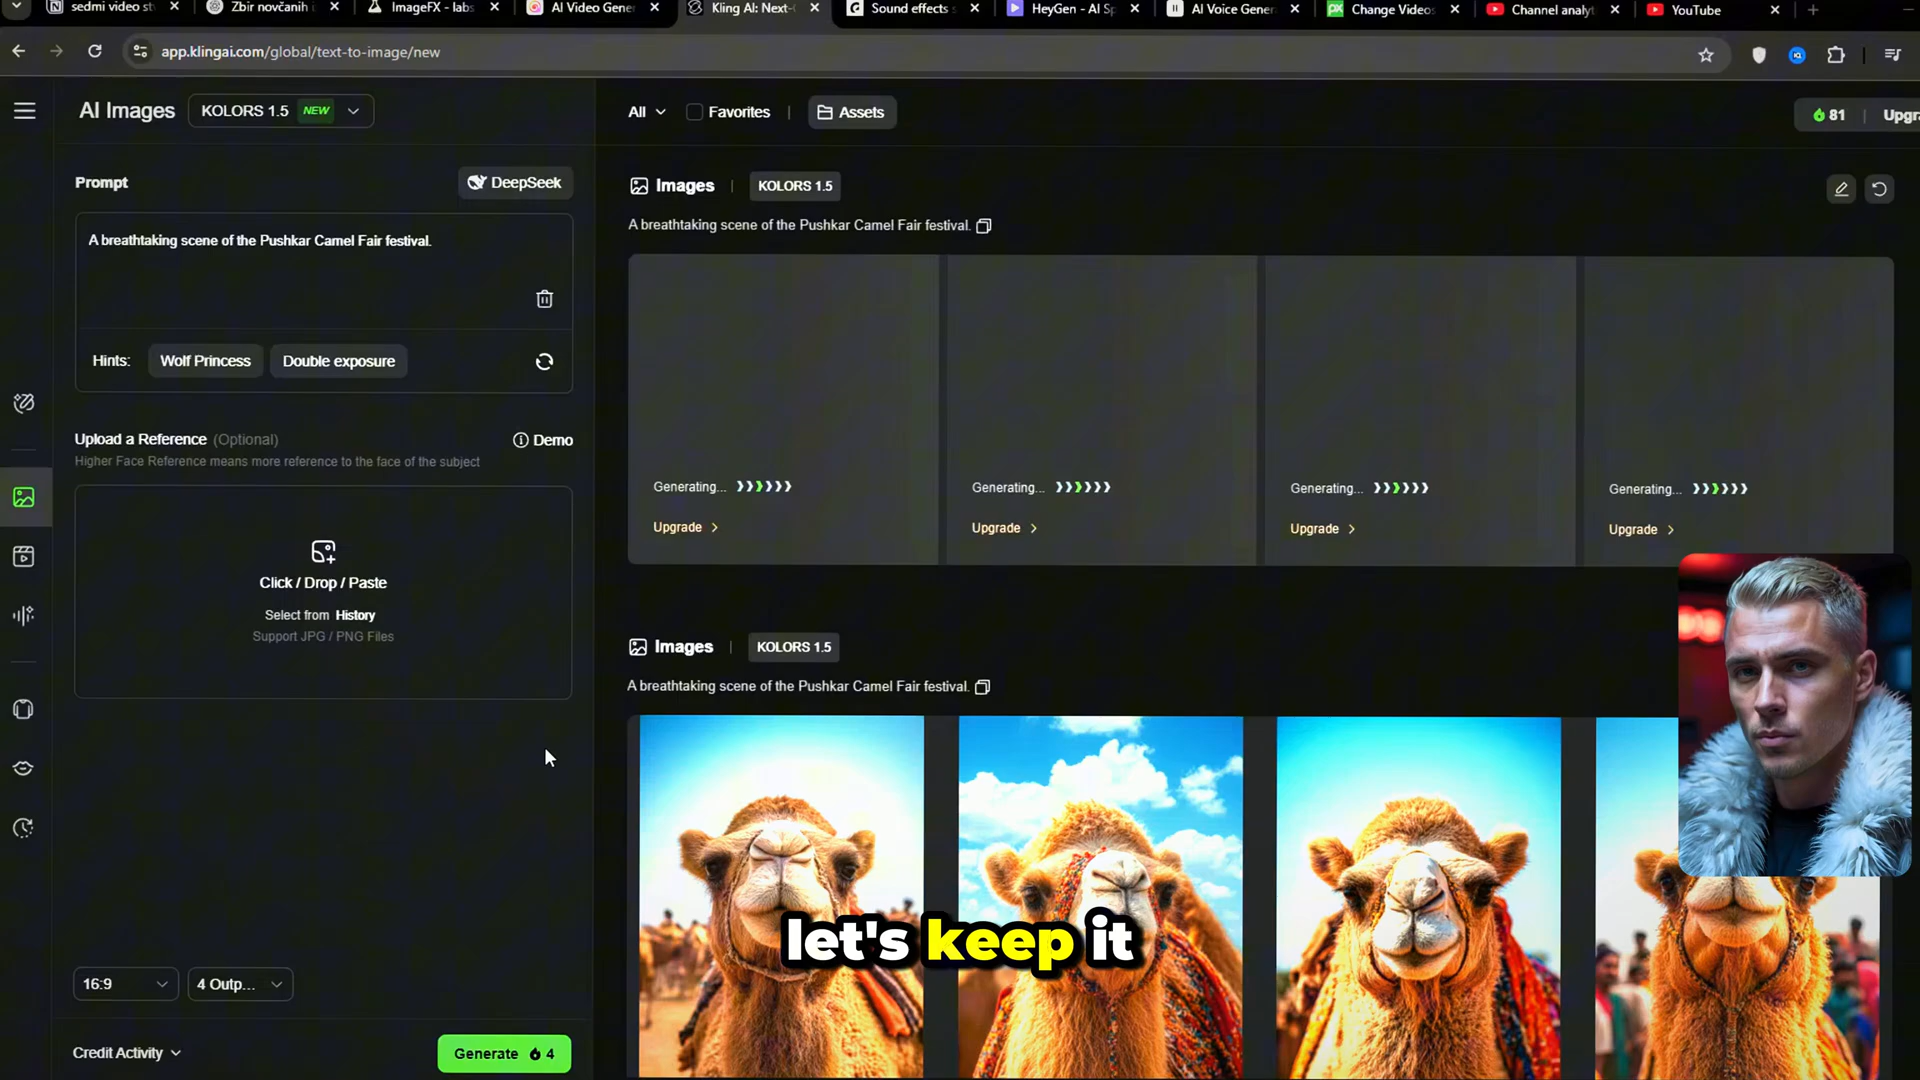 sedmi video st
Zbir novčanih i
ImageFX - labs
AI Video Gener
Kling AI: Next-
Sound effects s
HeyGen - AI Sp
AI Voice Gener
Change Videos
Channel analyt
YouTube
app.klingai.com/global/text-to-image/new
AI Images
KOLORS 1.5 NEW
All
Favorites
Assets
81
Upgra
Prompt
DeepSeek
A breathtaking scene of the Pushkar Camel Fair festival.
Hints:
Wolf Princess
Double exposure
Upload a Reference (Optional)
Demo
Higher Face Reference means more reference to the face of the subject
Click / Drop / Paste
Select from History
Support JPG / PNG Files
16:9
4 Outp...
Credit Activity
Generate 4
Images
KOLORS 1.5
A breathtaking scene of the Pushkar Camel Fair festival.
Generating...
Upgrade
Generating...
Upgrade
Generating...
Upgrade
Generating...
Upgrade
Images
KOLORS 1.5
A breathtaking scene of the Pushkar Camel Fair festival.
let's keep it